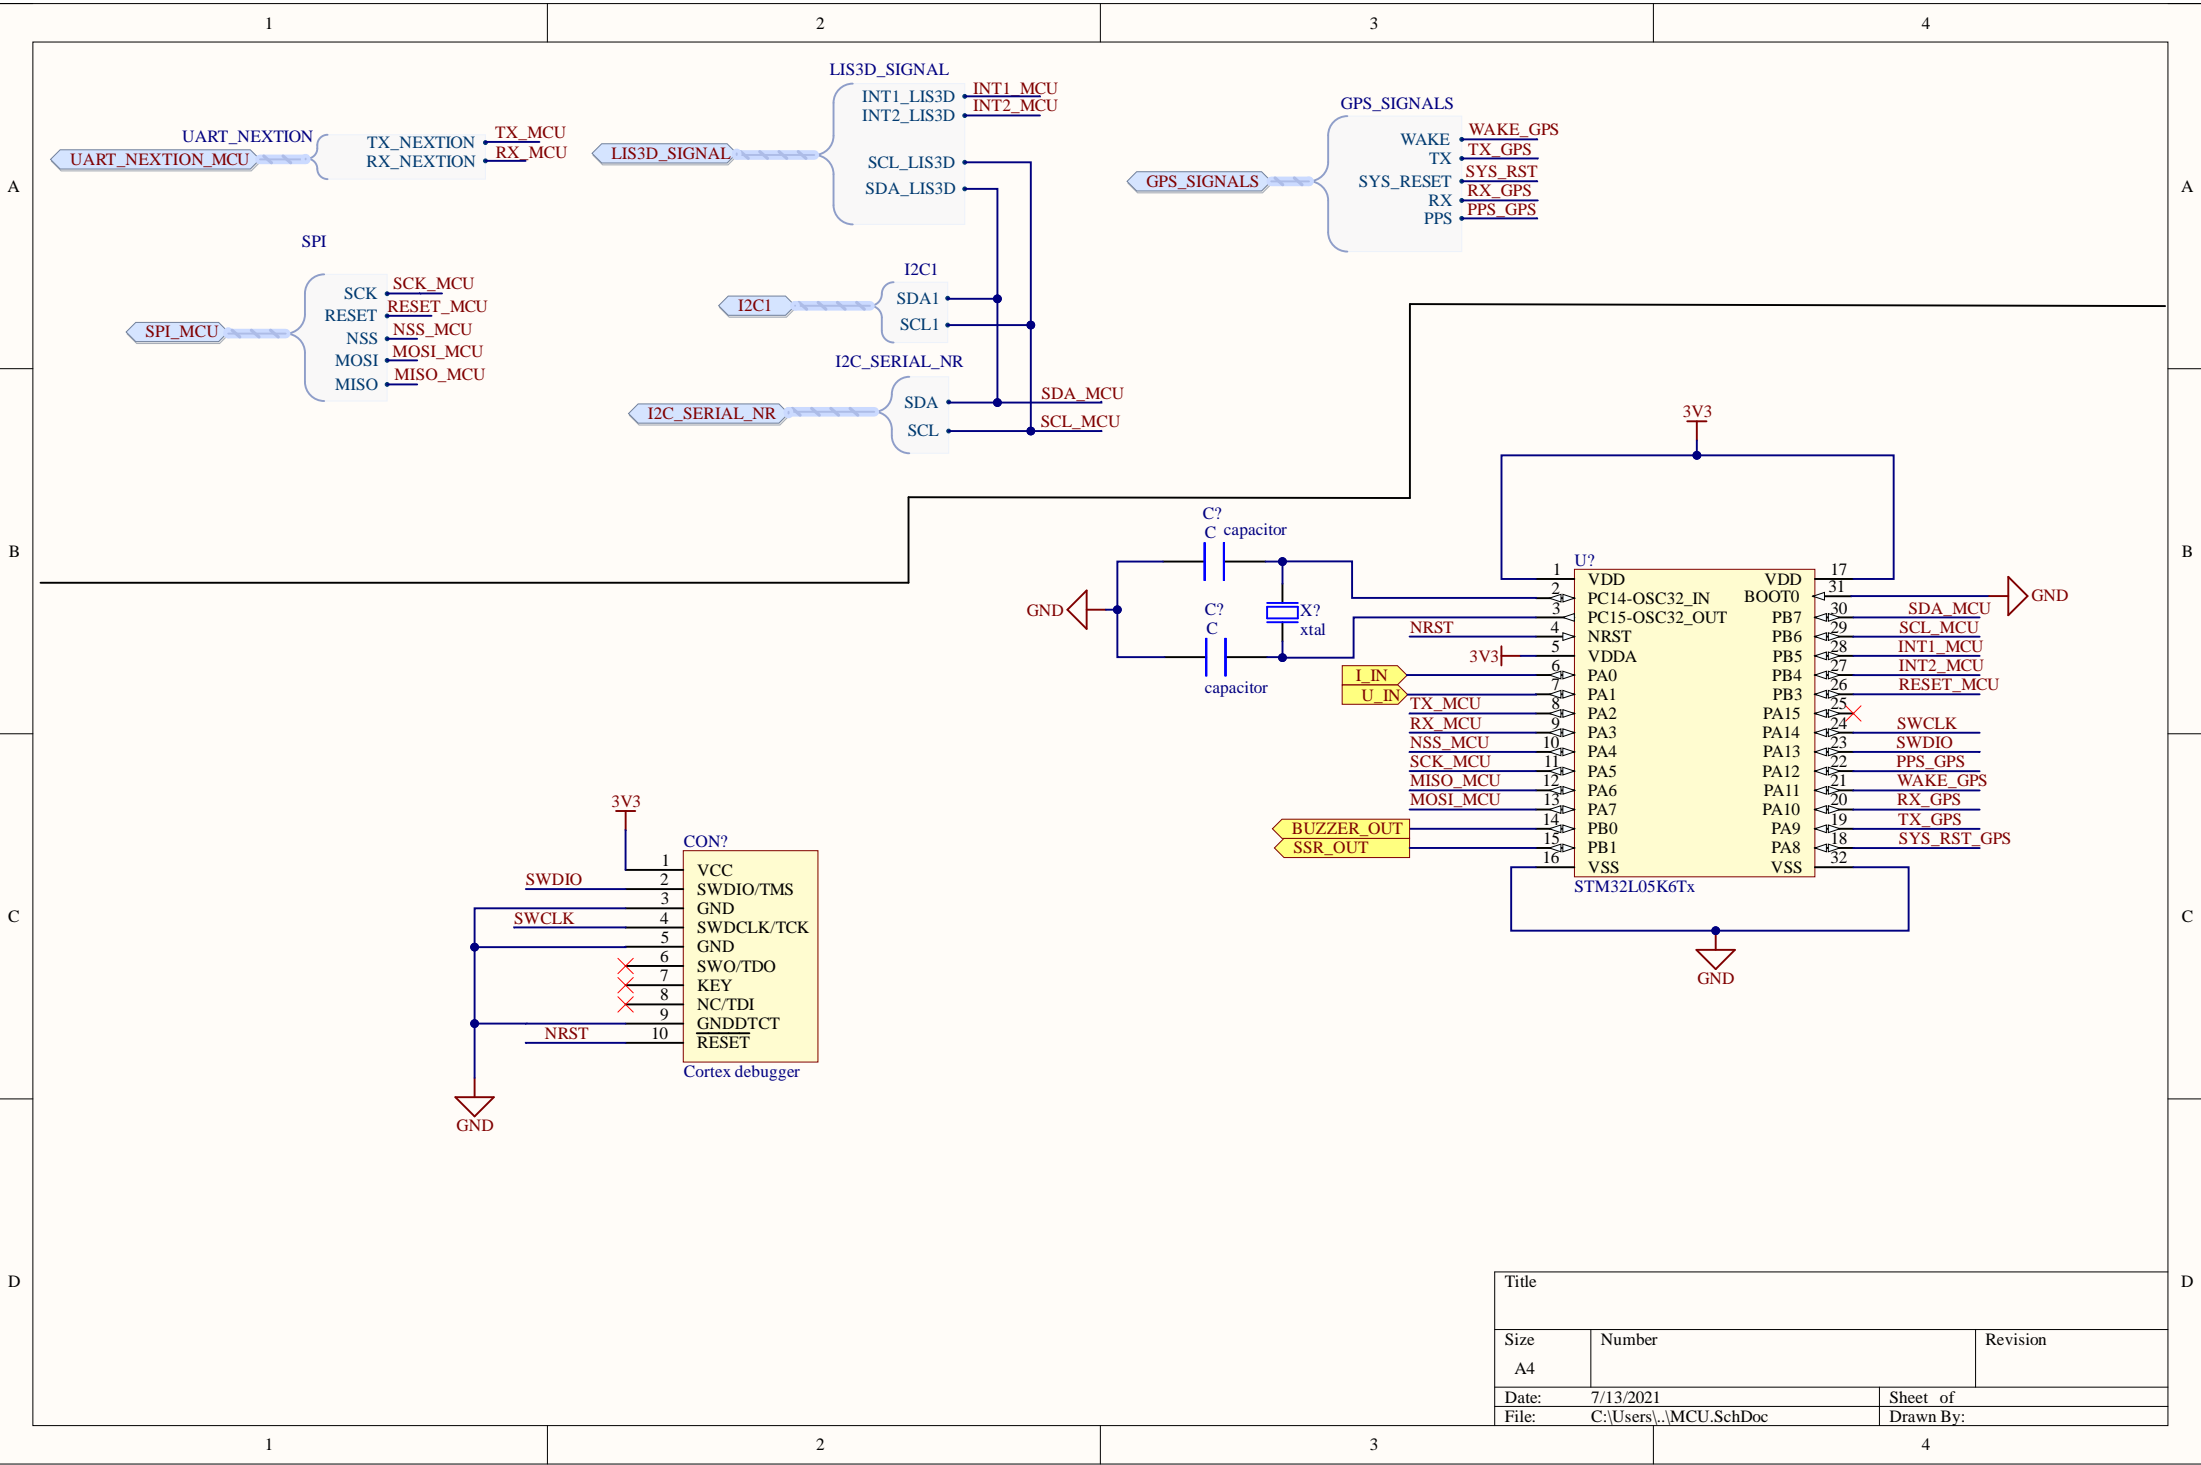 1 2 3 4
A A
B B
C C
D D
UART_NEXTION
UART_NEXTION_MCU
TX_NEXTION TX_MCU
RX_NEXTION RX_MCU
SPI
SPI_MCU
SCK SCK_MCU
RESET RESET_MCU
NSS NSS_MCU
MOSI MOSI_MCU
MISO MISO_MCU
LIS3D_SIGNAL
LIS3D_SIGNAL
INT1_LIS3D INT1_MCU
INT2_LIS3D INT2_MCU
SCL_LIS3D
SDA_LIS3D
I2C1
I2C1
SDA1
SCL1
I2C_SERIAL_NR
I2C_SERIAL_NR
SDA SDA_MCU
SCL SCL_MCU
GPS_SIGNALS
GPS_SIGNALS
WAKE WAKE_GPS
TX TX_GPS
SYS_RESET SYS_RST
RX RX_GPS
PPS PPS_GPS
3V3
C?
C capacitor
GND
C?
C
capacitor
X?
xtal
U?
1 VDD VDD 17
2 PC14-OSC32_IN BOOT0 31 GND
3 PC15-OSC32_OUT PB7 30 SDA_MCU
NRST 4 NRST PB6 29 SCL_MCU
3V3 5 VDDA PB5 28 INT1_MCU
I_IN 6 PA0 PB4 27 INT2_MCU
U_IN 7 PA1 PB3 26 RESET_MCU
TX_MCU 8 PA2 PA15 25
RX_MCU 9 PA3 PA14 24 SWCLK
NSS_MCU 10 PA4 PA13 23 SWDIO
SCK_MCU 11 PA5 PA12 22 PPS_GPS
MISO_MCU 12 PA6 PA11 21 WAKE_GPS
MOSI_MCU 13 PA7 PA10 20 RX_GPS
BUZZER_OUT 14 PB0 PA9 19 TX_GPS
SSR_OUT 15 PB1 PA8 18 SYS_RST_GPS
16 VSS VSS 32
STM32L05K6Tx
GND
3V3
CON?
1 VCC
SWDIO 2 SWDIO/TMS
3 GND
SWCLK 4 SWDCLK/TCK
5 GND
6 SWO/TDO
7 KEY
8 NC/TDI
9 GNDDTCT
NRST 10 RESET
Cortex debugger
GND
Title
Size Number Revision
A4
Date: 7/13/2021 Sheet of
File: C:\Users\..\MCU.SchDoc Drawn By:
1 2 3 4